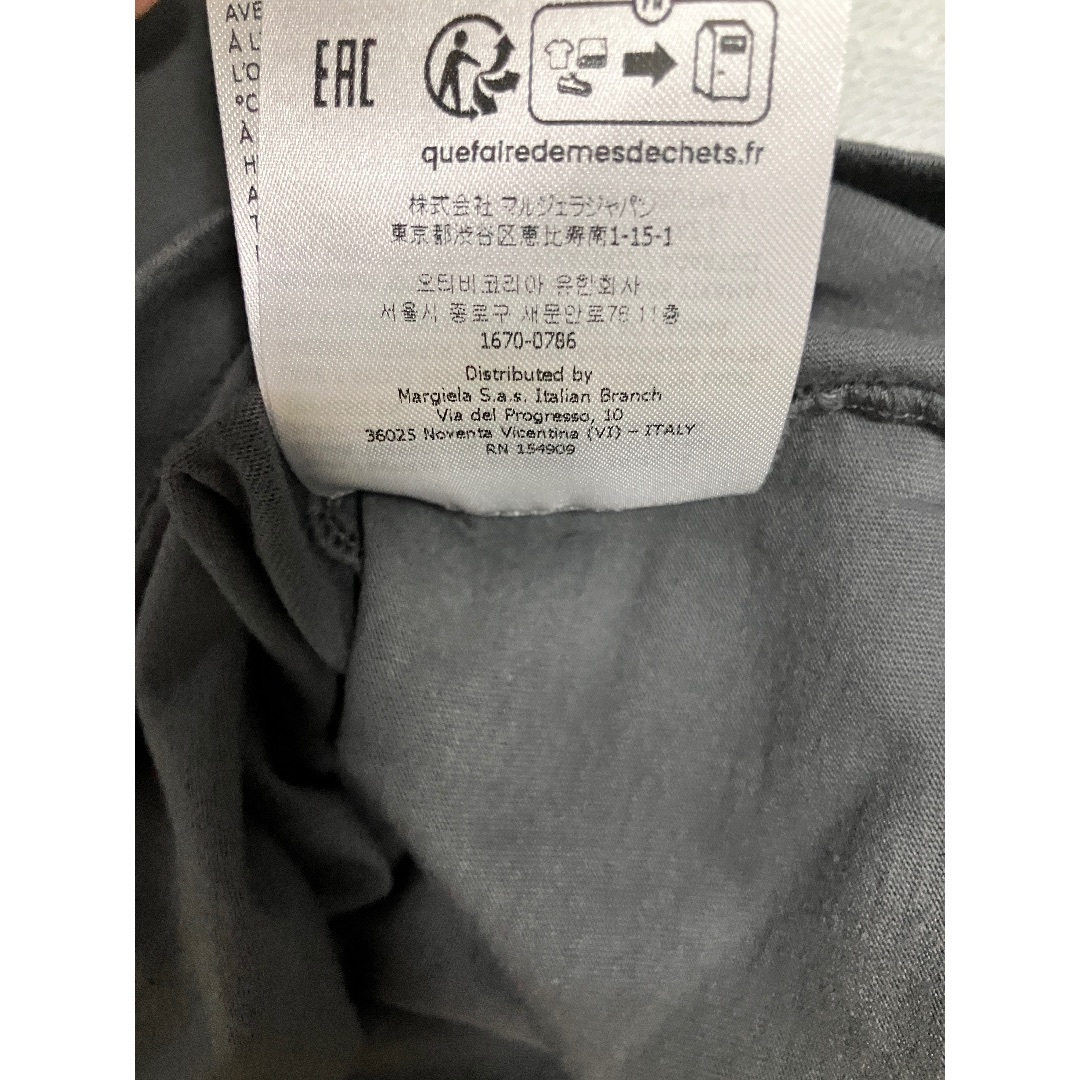 AVE
À L'
L'O
°C
À
H
A
T
EAC
FR
quefairedemesdechets.fr
株式会社 マルジェラジャパン
東京都渋谷区恵比寿南1-15-1
오티비코리아 유한회사
서울시 종로구 새문안로76 11층
1670-0786
Distributed by
Margiela S.a.s. Italian Branch
Via del Progresso, 10
36025 Noventa Vicentina (VI) – ITALY
RN 154909